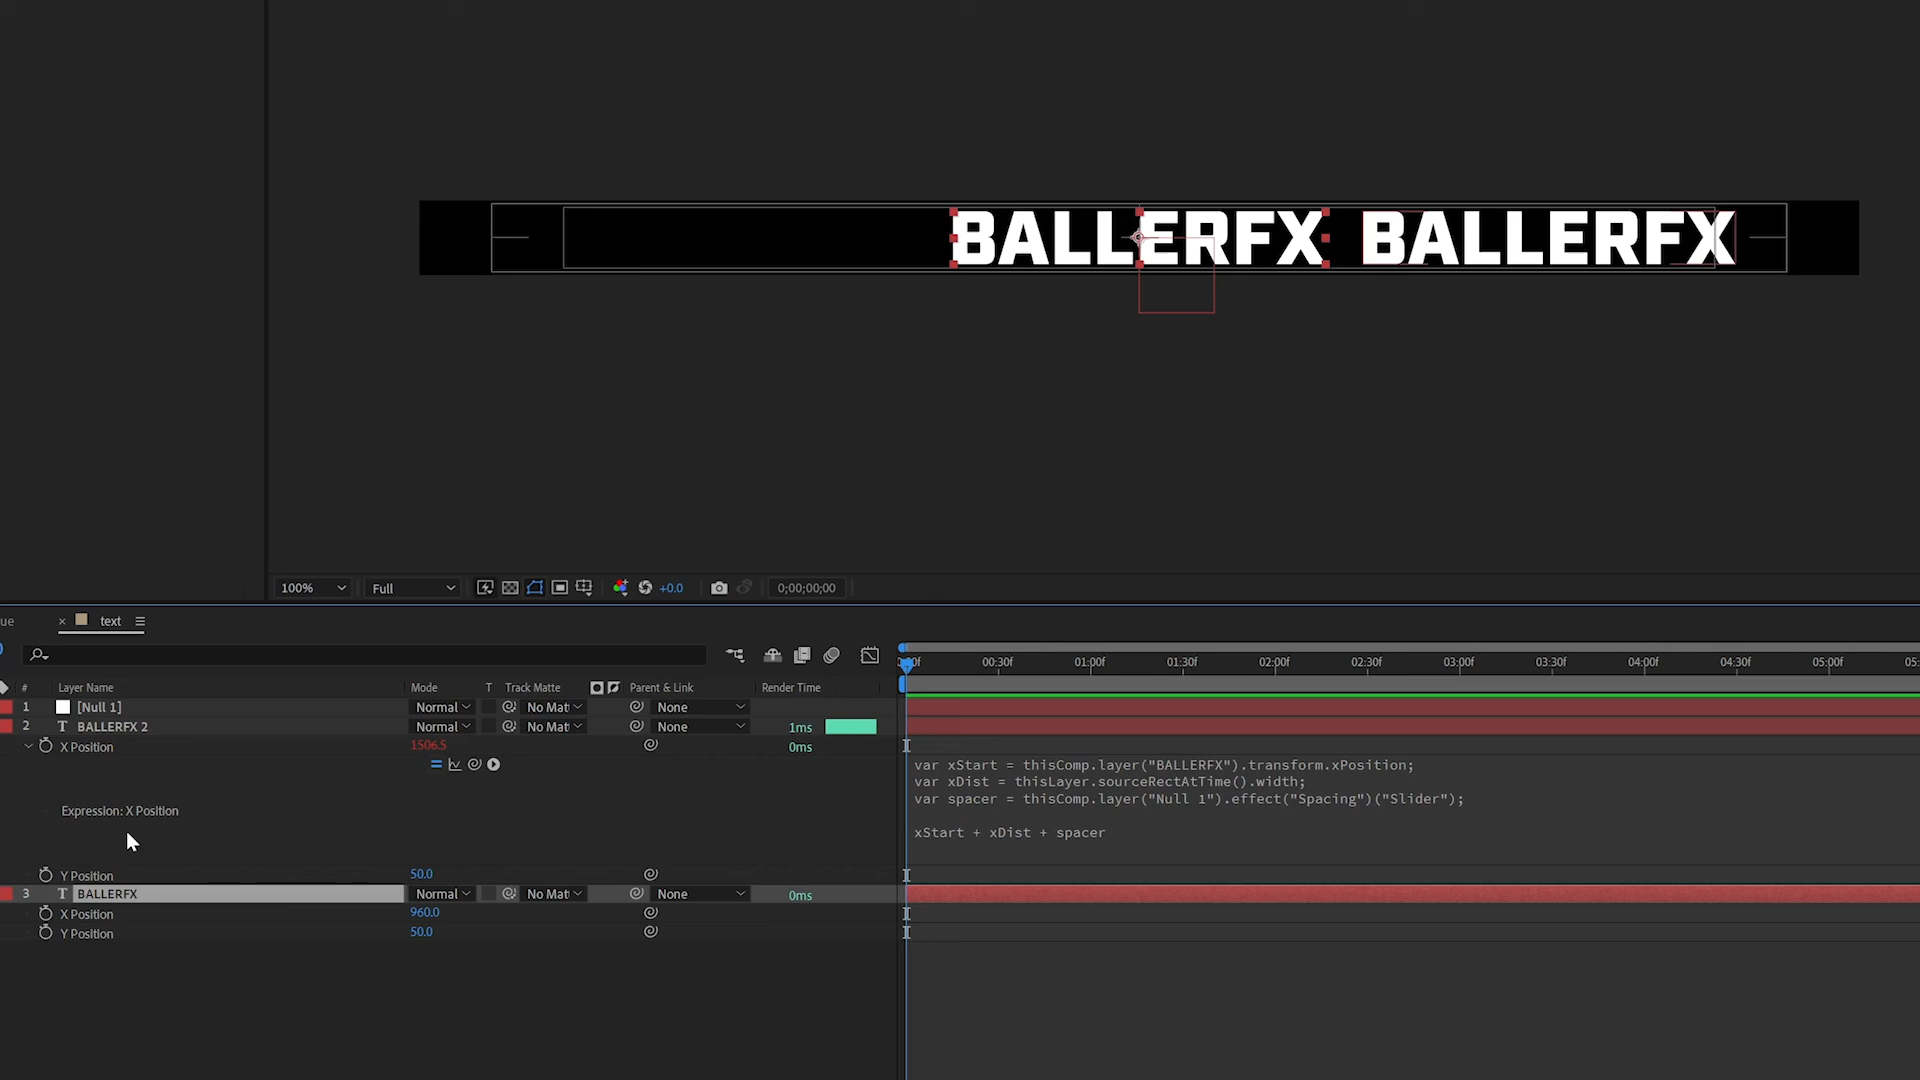 BALLERFX BALLERFX
100% Full +0.0 0;00;00;00
ue × text
00:30f 01:00f 01:30f 02:00f 02:30f 03:00f 03:30f 04:00f 04:30f 05:00f 05:
# Layer Name Mode T Track Matte Parent & Link Render Time
1 [Null 1] Normal No Matt None
2 T BALLERFX 2 Normal No Matt None 1ms
X Position 1506.5 0ms
var xStart = thisComp.layer("BALLERFX").transform.xPosition;
var xDist = thisLayer.sourceRectAtTime().width;
var spacer = thisComp.layer("Null 1").effect("Spacing")("Slider");
Expression: X Position
xStart + xDist + spacer
Y Position 50.0
3 T BALLERFX Normal No Matt None 0ms
X Position 960.0
Y Position 50.0